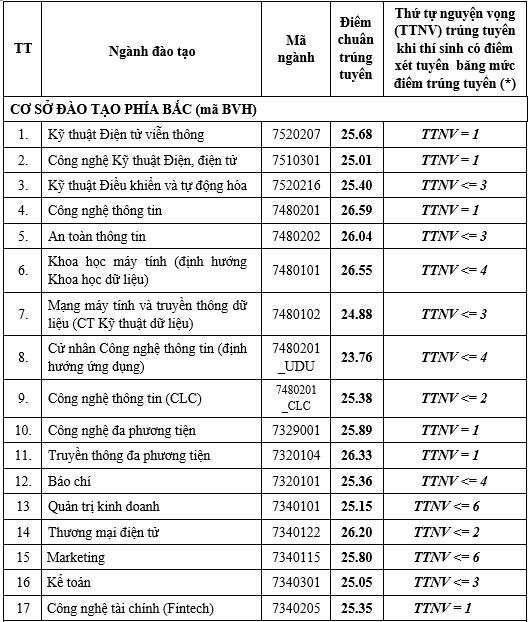 TT Ngành đào tạo Mã ngành Điểm chuẩn trúng tuyển Thứ tự nguyện vọng (TTNV) trúng tuyển khi thí sinh có điểm xét tuyển bằng mức điểm trúng tuyển (*)
CƠ SỞ ĐÀO TẠO PHÍA BẮC (mã BVH)
1. Kỹ thuật Điện tử viễn thông 7520207 25.68 TTNV = 1
2. Công nghệ Kỹ thuật Điện, điện tử 7510301 25.01 TTNV = 1
3. Kỹ thuật Điều khiển và tự động hóa 7520216 25.40 TTNV <= 3
4. Công nghệ thông tin 7480201 26.59 TTNV = 1
5. An toàn thông tin 7480202 26.04 TTNV <= 3
6. Khoa học máy tính (định hướng Khoa học dữ liệu) 7480101 26.55 TTNV <= 4
7. Mạng máy tính và truyền thông dữ liệu (CT Kỹ thuật dữ liệu) 7480102 24.88 TTNV <= 3
8. Cử nhân Công nghệ thông tin (định hướng ứng dụng) 7480201_UDU 23.76 TTNV <= 4
9. Công nghệ thông tin (CLC) 7480201_CLC 25.38 TTNV <= 2
10. Công nghệ đa phương tiện 7329001 25.89 TTNV = 1
11. Truyền thông đa phương tiện 7320104 26.33 TTNV = 1
12. Báo chí 7320101 25.36 TTNV <= 4
13 Quản trị kinh doanh 7340101 25.15 TTNV <= 6
14 Thương mại điện tử 7340122 26.20 TTNV <= 2
15 Marketing 7340115 25.80 TTNV <= 6
16 Kế toán 7340301 25.05 TTNV <= 3
17 Công nghệ tài chính (Fintech) 7340205 25.35 TTNV = 1